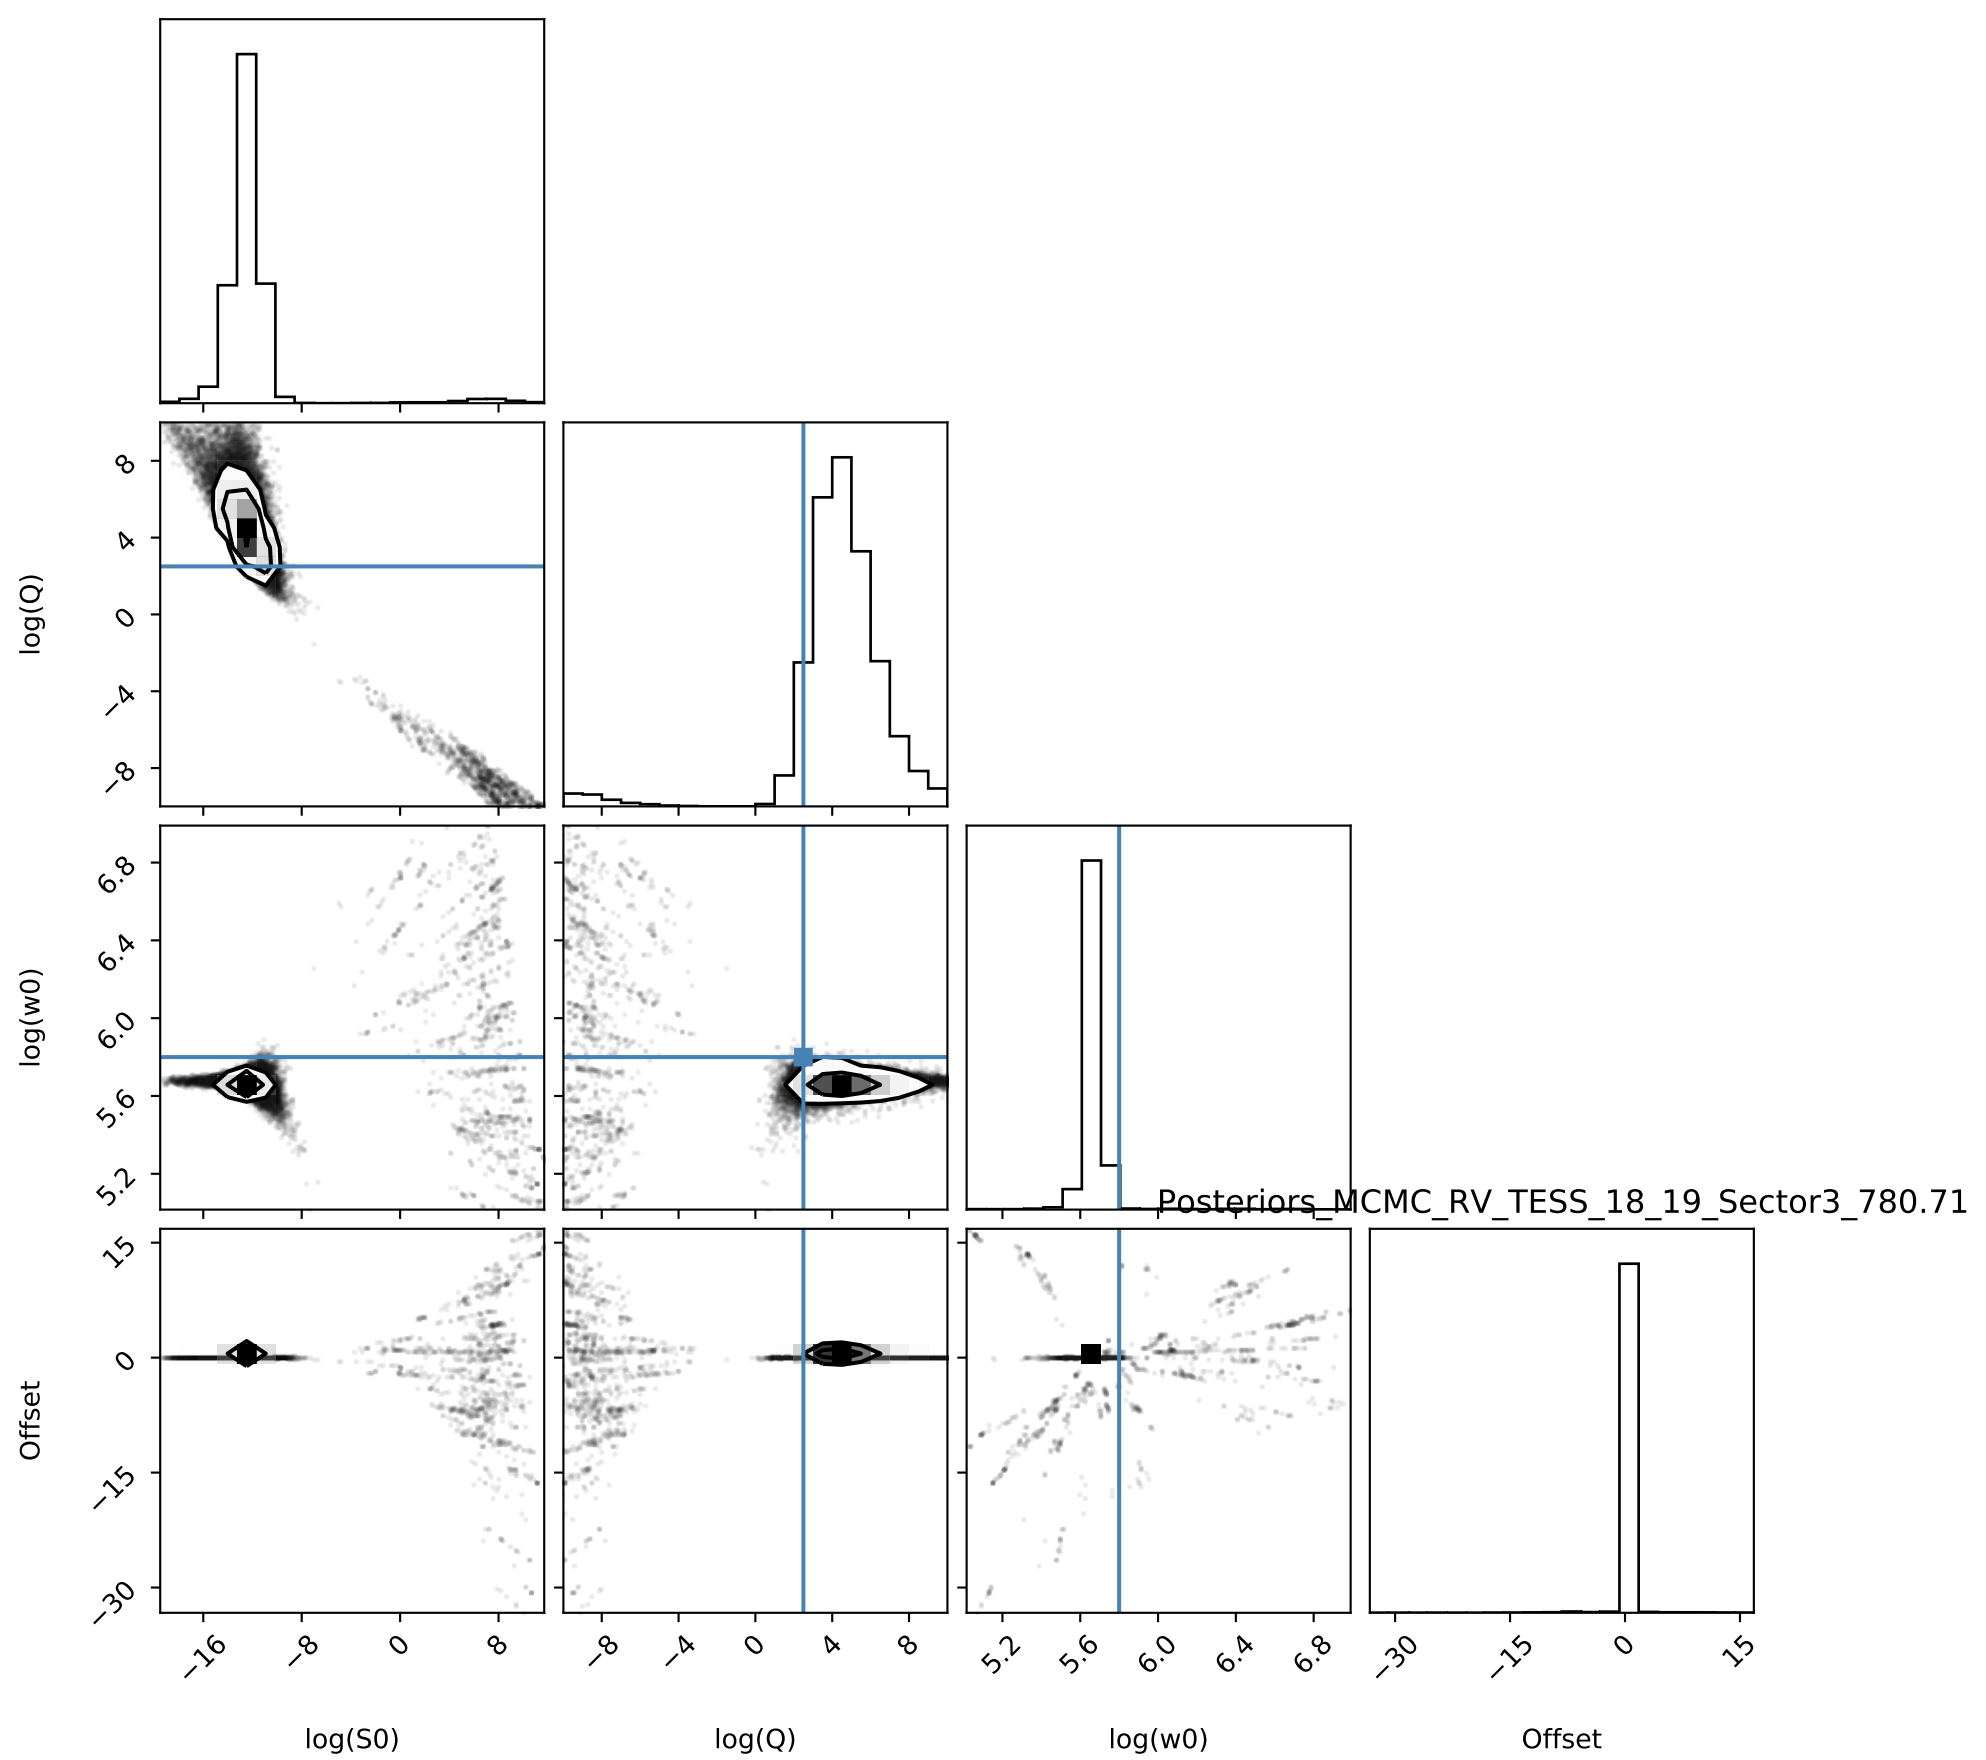 8
4
0
−4
−8
log(Q)
6.8
6.4
6.0
5.6
5.2
log(w0)
Posteriors_MCMC_RV_TESS_18_19_Sector3_780.71
15
0
−15
−30
Offset
−16 −8 0 8 −8 −4 0 4 8 5.2 5.6 6.0 6.4 6.8 −30 −15 0 15
log(S0) log(Q) log(w0) Offset